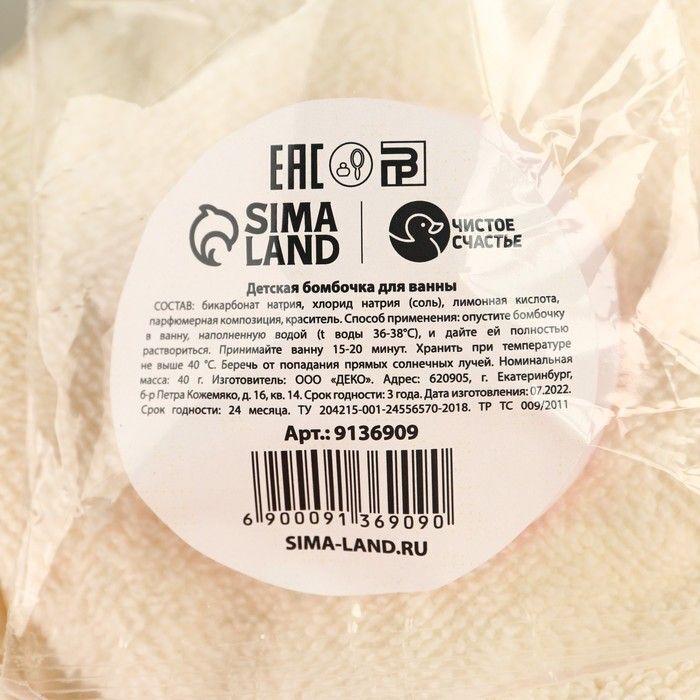 ЕАС РВ
SIMA LAND ЧИСТОЕ СЧАСТЬЕ
Детская бомбочка для ванны
СОСТАВ: бикарбонат натрия, хлорид натрия (соль), лимонная кислота,
парфюмерная композиция, краситель. Способ применения: опустите бомбочку
в ванну, наполненную водой (t воды 36-38°С), и дайте ей полностью
раствориться. Принимайте ванну 15-20 минут. Хранить при температуре
не выше 40 °С. Беречь от попадания прямых солнечных лучей. Номинальная
масса: 40 г. Изготовитель: ООО «ДЕКО». Адрес: 620905, г. Екатеринбург,
б-р Петра Кожемяко, д. 16, кв. 14. Срок годности: 3 года. Дата изготовления: 07.2022.
Срок годности: 24 месяца. ТУ 204215-001-24556570-2018. ТР ТС 009/2011
Арт.: 9136909
6 900091 369090
SIMA-LAND.RU